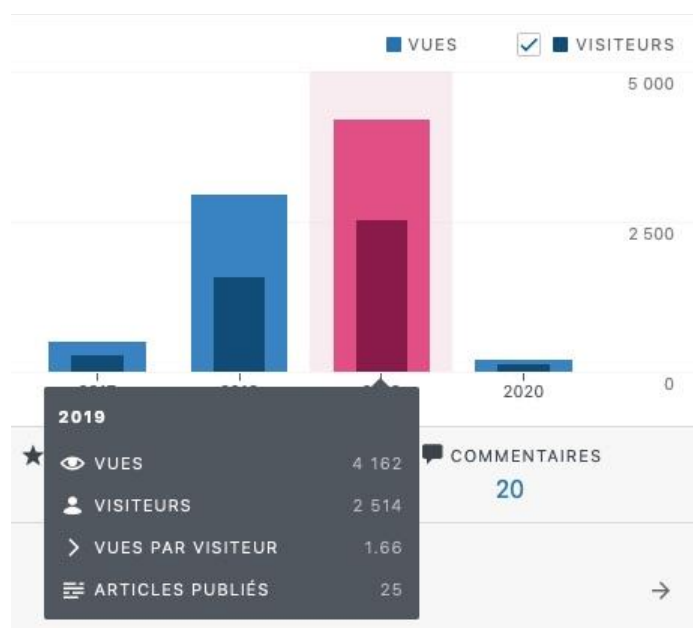 VUES
VISITEURS
5 000
2 500
0
2020
2019
VUES 4 162
VISITEURS 2 514
VUES PAR VISITEUR 1.66
ARTICLES PUBLIÉS 25
COMMENTAIRES
20